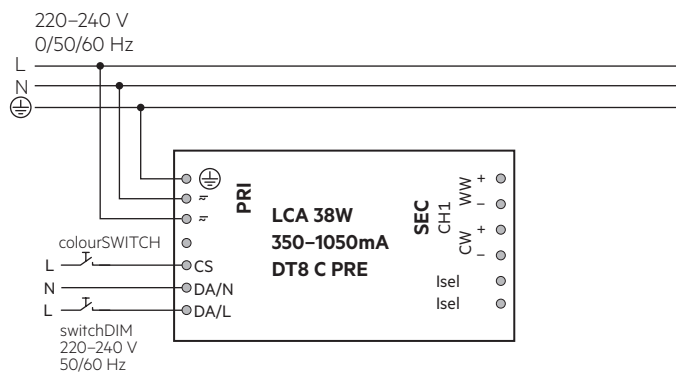 220–240 V
0/50/60 Hz
L
N
PRI
LCA 38W
350–1050mA
DT8 C PRE
SEC
CH1
WW
+
–
CW
+
–
Isel
Isel
colourSWITCH
L
CS
N
DA/N
L
DA/L
switchDIM
220–240 V
50/60 Hz